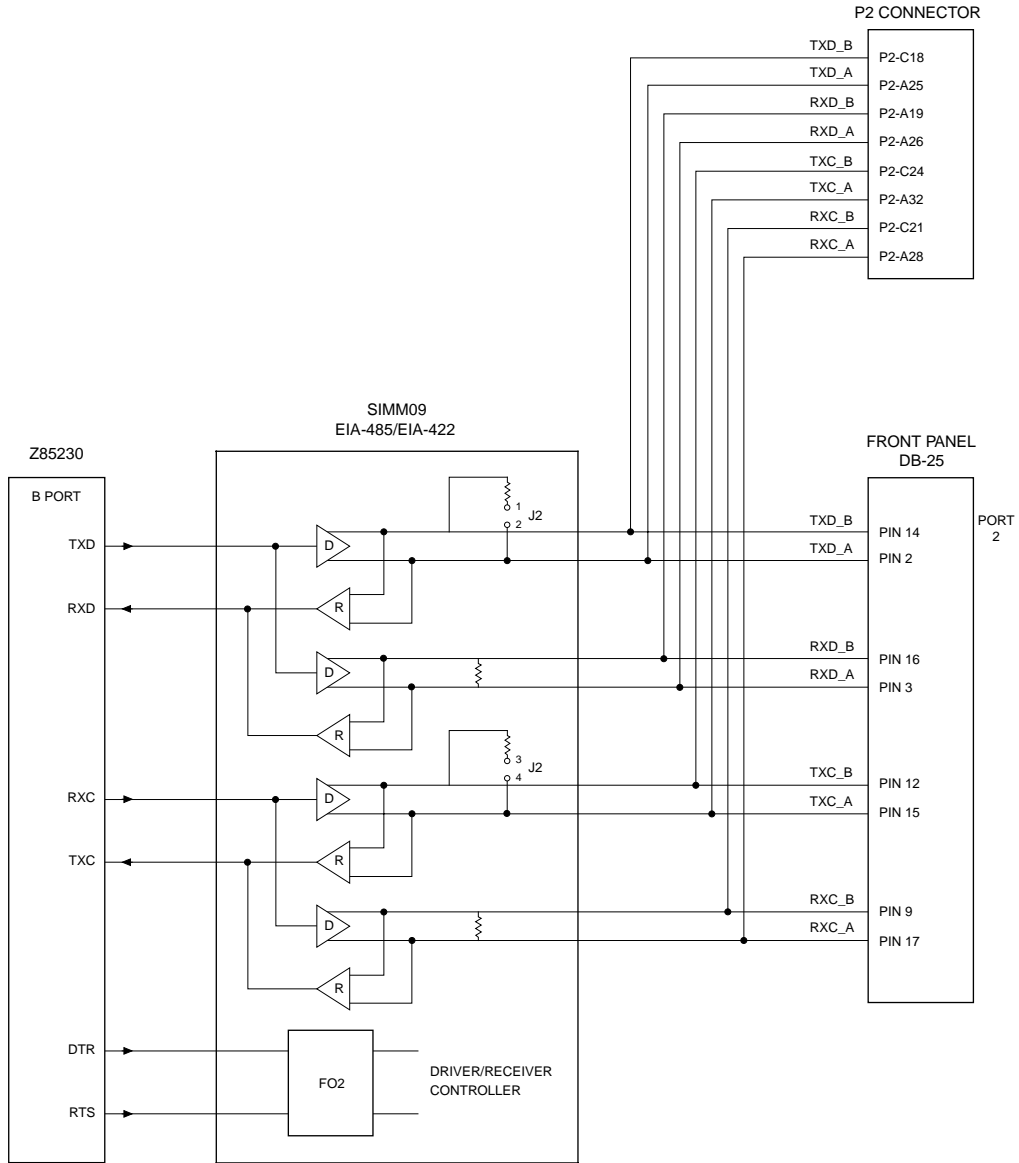 P2 CONNECTOR
TXD_B P2-C18
TXD_A P2-A25
RXD_B P2-A19
RXD_A P2-A26
TXC_B P2-C24
TXC_A P2-A32
RXC_B P2-C21
RXC_A P2-A28
SIMM09
EIA-485/EIA-422
Z85230
FRONT PANEL
DB-25
B PORT
1
J2
2
TXD_B PIN 14
PORT
2
TXD D
TXD_A PIN 2
RXD R
RXD_B PIN 16
D
RXD_A PIN 3
R
3
J2
4
TXC_B PIN 12
RXC D
TXC_A PIN 15
TXC R
RXC_B PIN 9
D
RXC_A PIN 17
R
DTR
FO2
DRIVER/RECEIVER
CONTROLLER
RTS